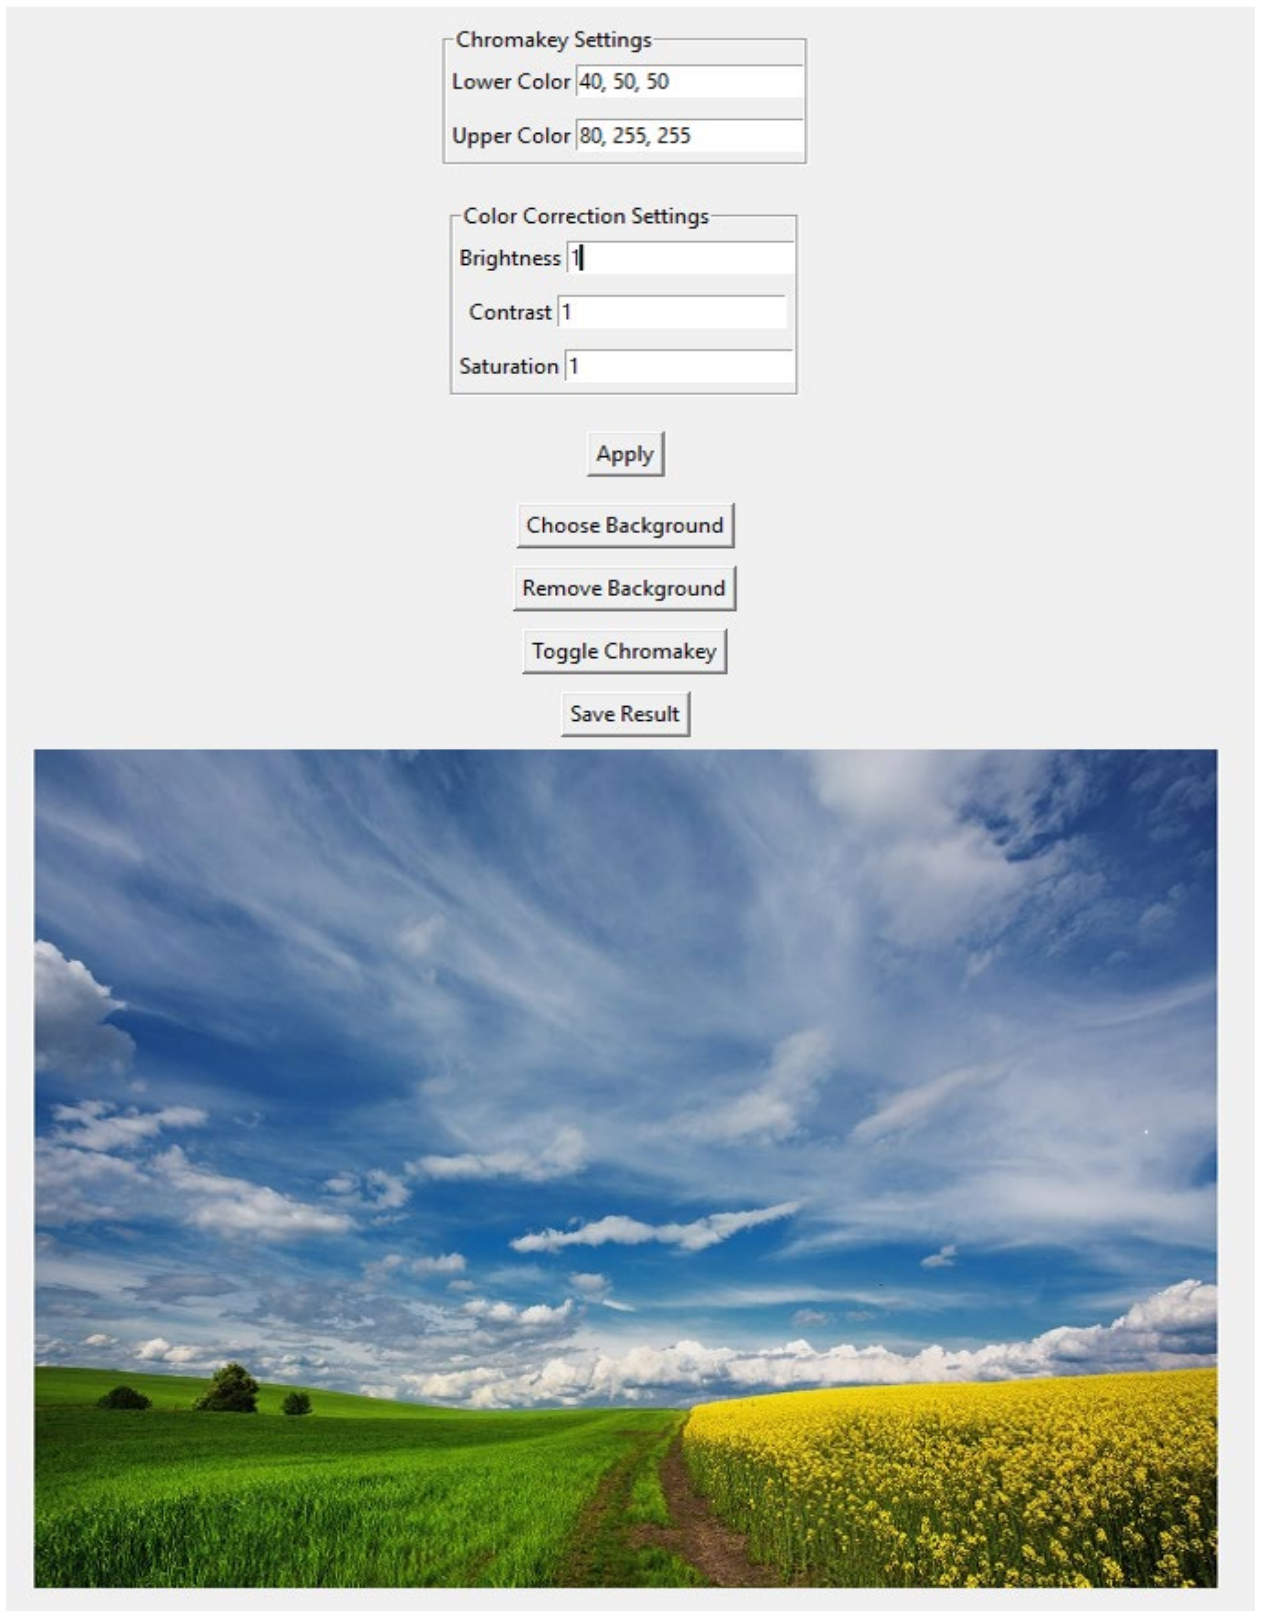 Chromakey Settings
Lower Color 40, 50, 50
Upper Color 80, 255, 255
Color Correction Settings
Brightness 1
Contrast 1
Saturation 1
Apply
Choose Background
Remove Background
Toggle Chromakey
Save Result